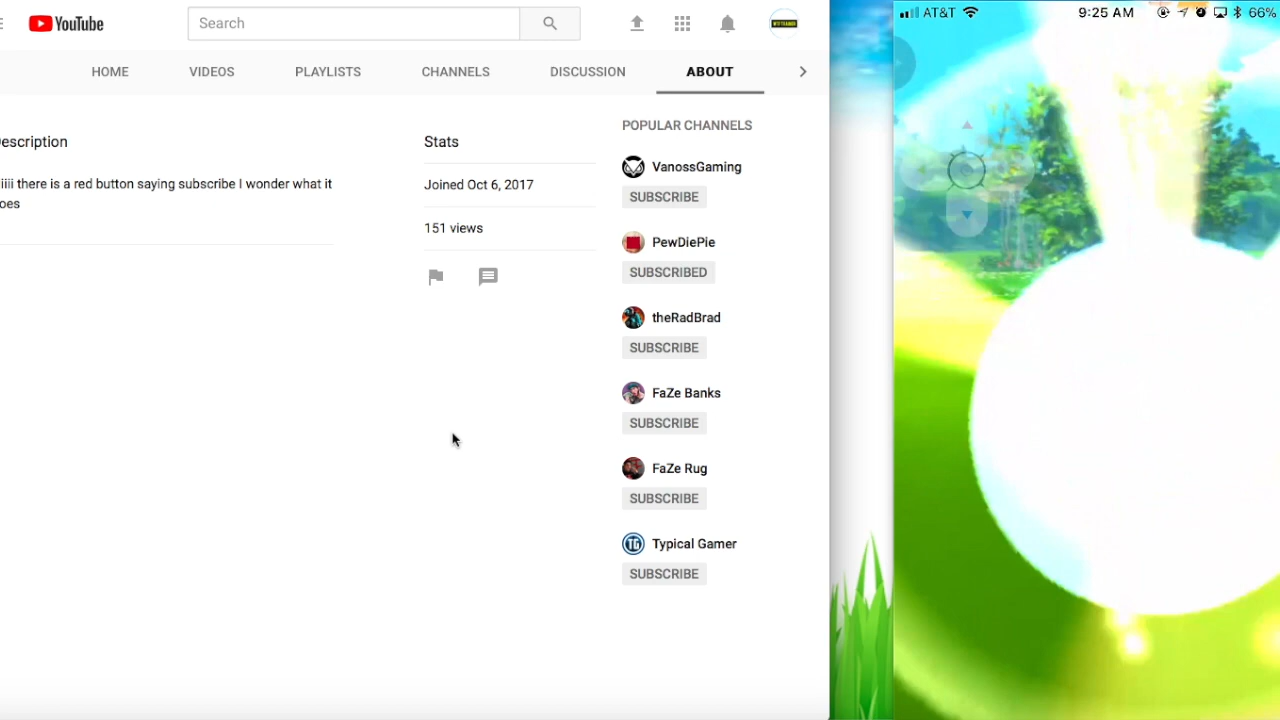 YouTube
Search
AT&T 9:25 AM 66%
HOME VIDEOS PLAYLISTS CHANNELS DISCUSSION ABOUT
escription
iiii there is a red button saying subscribe I wonder what it
oes
Stats
Joined Oct 6, 2017
151 views
POPULAR CHANNELS
VanossGaming
SUBSCRIBE
PewDiePie
SUBSCRIBED
theRadBrad
SUBSCRIBE
FaZe Banks
SUBSCRIBE
FaZe Rug
SUBSCRIBE
TG Typical Gamer
SUBSCRIBE